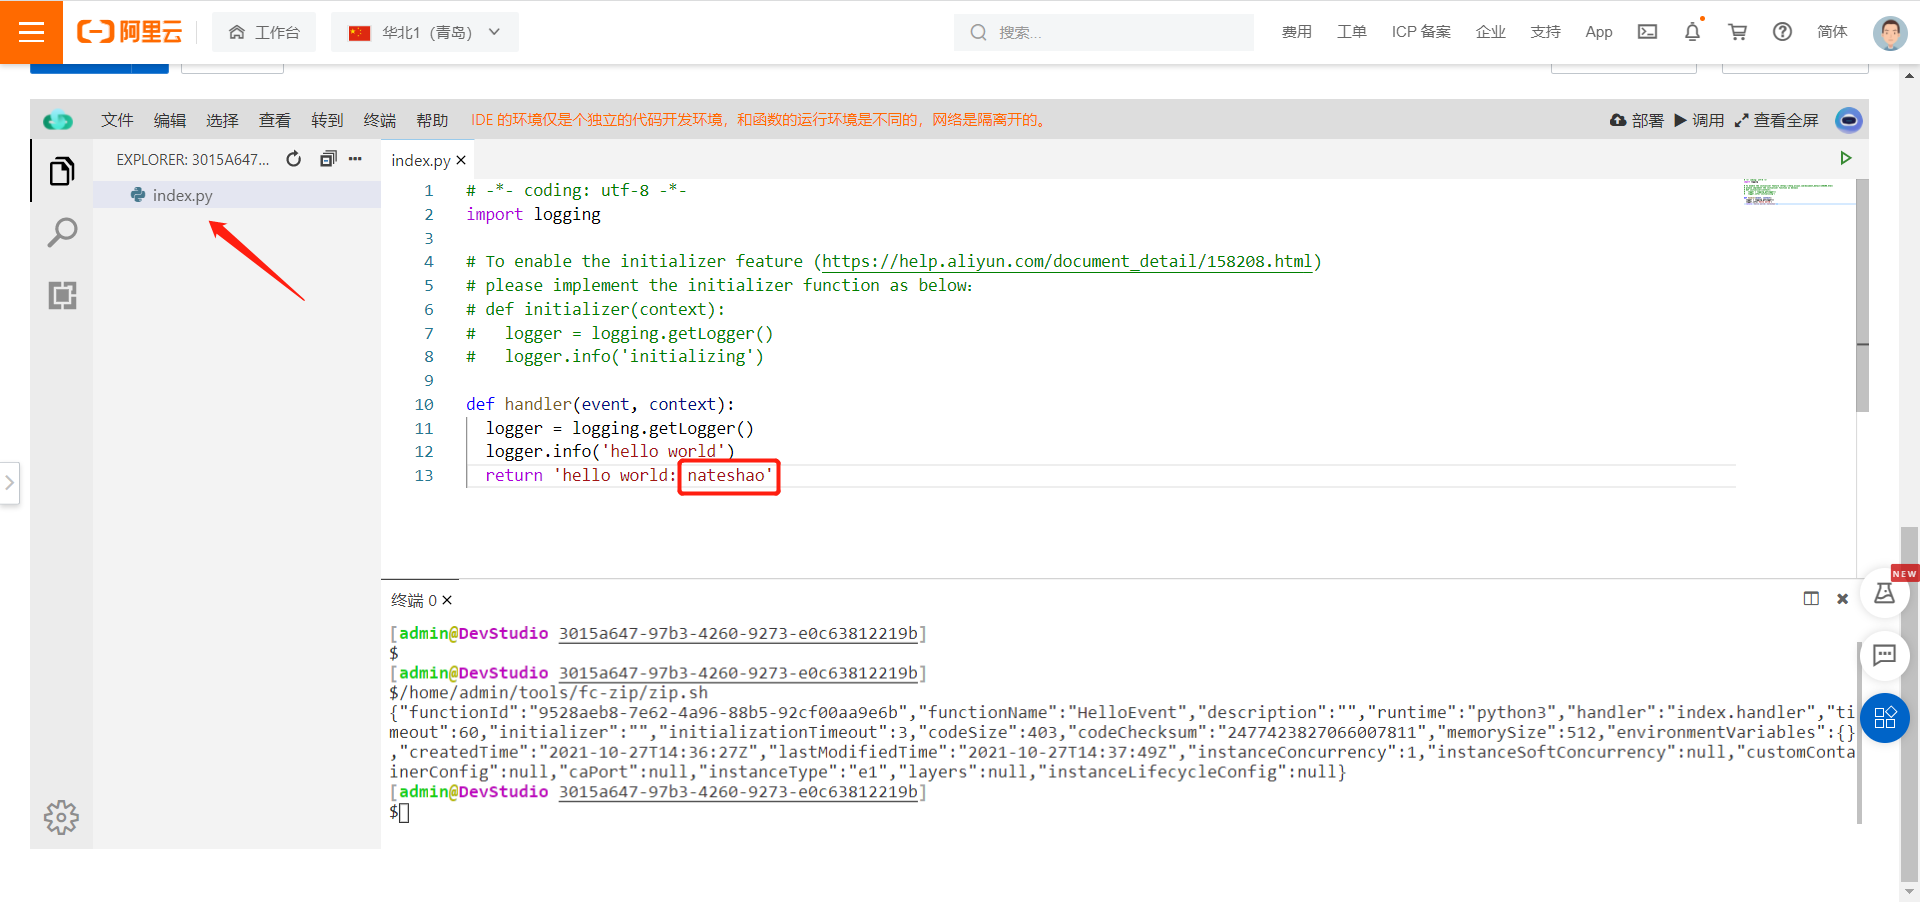 阿里云 工作台 华北1（青岛） 搜索... 费用 工单 ICP 备案 企业 支持 App 简体
文件 编辑 选择 查看 转到 终端 帮助 IDE 的环境仅是个独立的代码开发环境，和函数的运行环境是不同的，网络是隔离开的。 部署 调用 查看全屏
EXPLORER: 3015A647...
index.py
index.py
1 # -*- coding: utf-8 -*-
2 import logging
3
4 # To enable the initializer feature (https://help.aliyun.com/document_detail/158208.html)
5 # please implement the initializer function as below:
6 # def initializer(context):
7 #   logger = logging.getLogger()
8 #   logger.info('initializing')
9
10 def handler(event, context):
11   logger = logging.getLogger()
12   logger.info('hello world')
13   return 'hello world: nateshao'
NEW
终端 0
[admin@DevStudio 3015a647-97b3-4260-9273-e0c63812219b]
$
[admin@DevStudio 3015a647-97b3-4260-9273-e0c63812219b]
$/home/admin/tools/fc-zip/zip.sh
{"functionId":"9528aeb8-7e62-4a96-88b5-92cf00aa9e6b","functionName":"HelloEvent","description":"","runtime":"python3","handler":"index.handler","ti
meout":60,"initializer":"","initializationTimeout":3,"codeSize":403,"codeChecksum":"2477423827066007811","memorySize":512,"environmentVariables":{}
,"createdTime":"2021-10-27T14:36:27Z","lastModifiedTime":"2021-10-27T14:37:49Z","instanceConcurrency":1,"instanceSoftConcurrency":null,"customConta
inerConfig":null,"caPort":null,"instanceType":"e1","layers":null,"instanceLifecycleConfig":null}
[admin@DevStudio 3015a647-97b3-4260-9273-e0c63812219b]
$